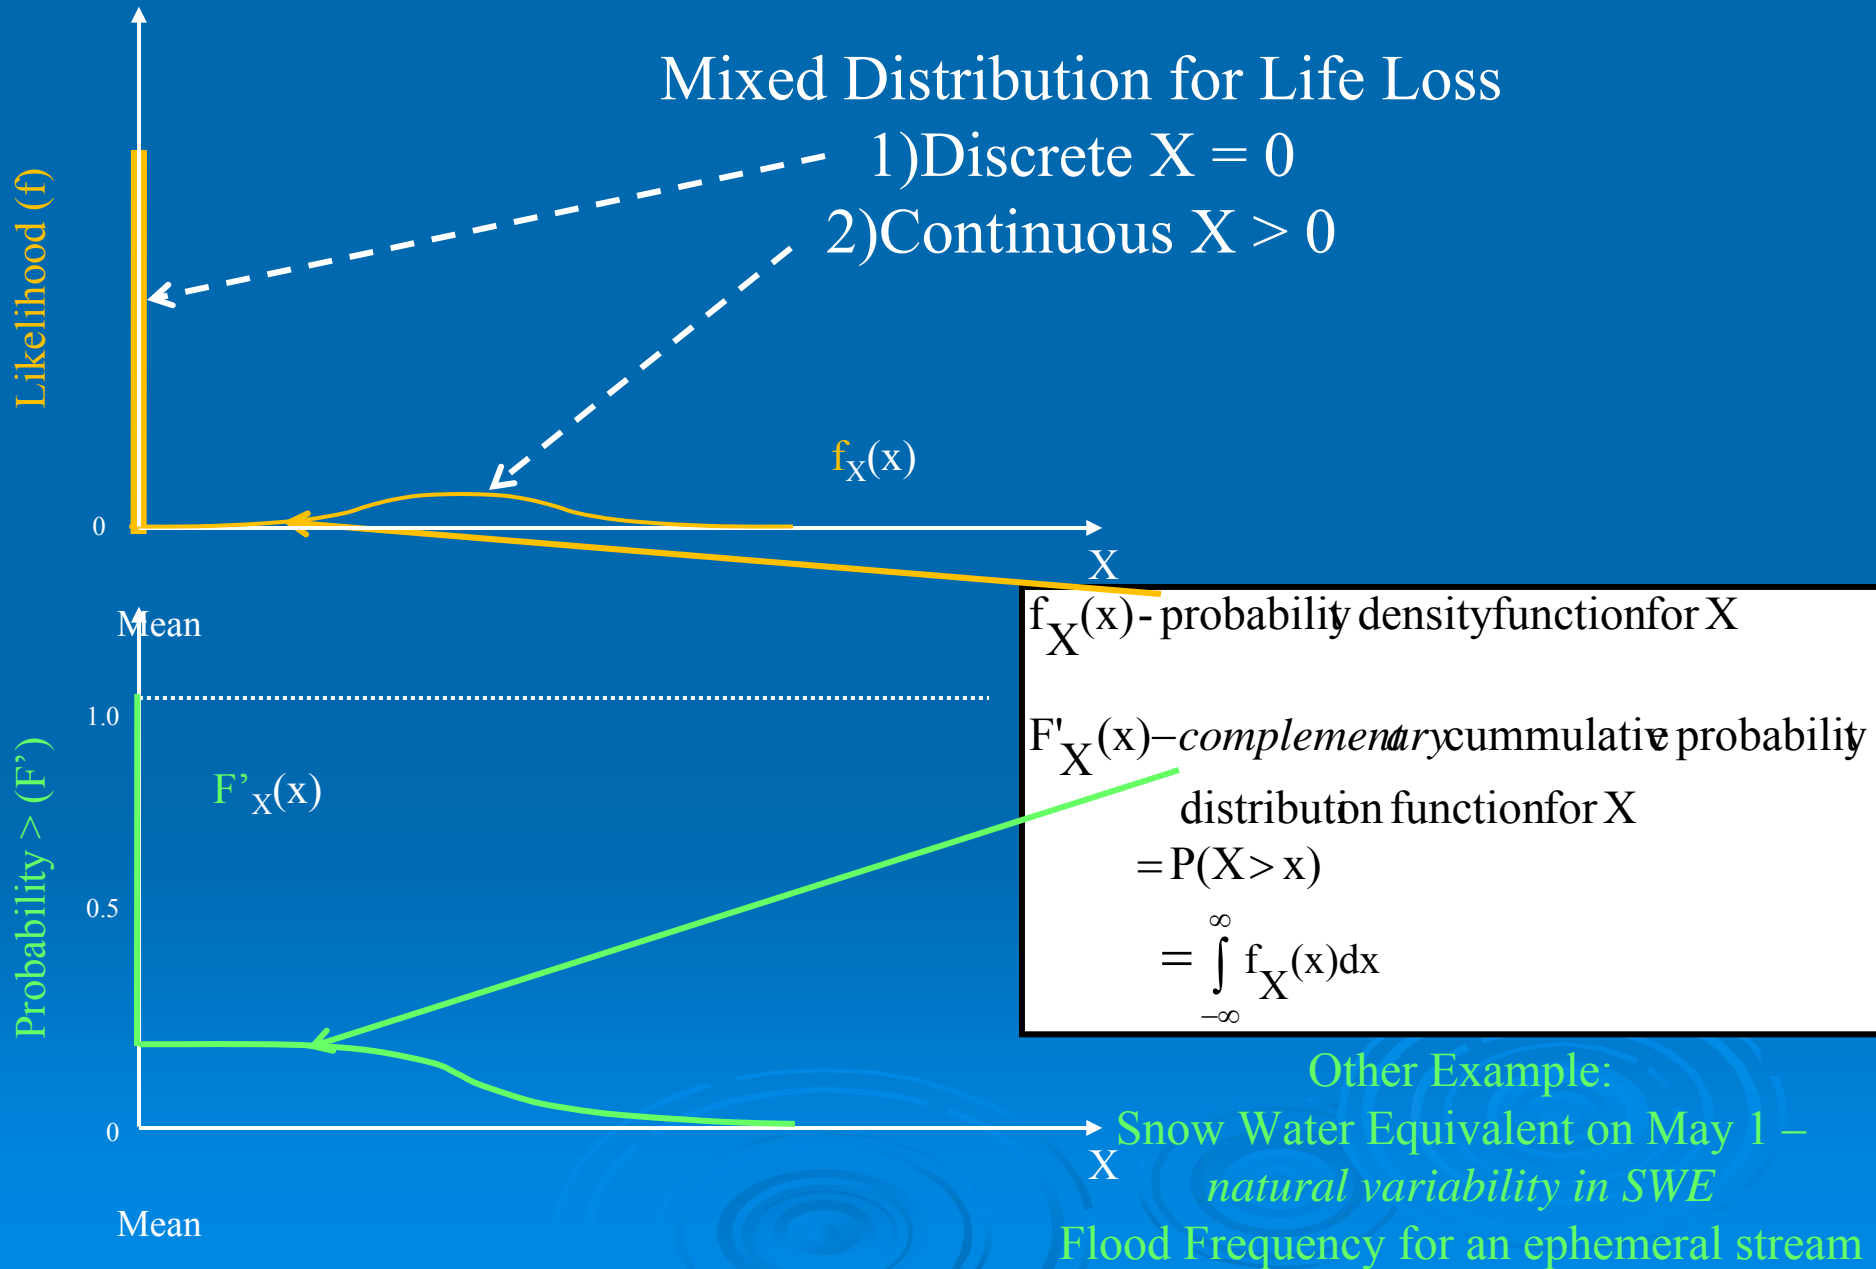 Mixed Distribution for Life Loss
1)Discrete X = 0
2)Continuous X > 0
Likelihood (f)
fX(x)
0
X
Mean
fX(x) - probability density function for X
F'X(x) – complementary cummulative probability
distribution function for X
= P(X > x)
= ∫−∞∞ fX(x)dx
1.0
F’X(x)
Probability > (F’)
0.5
0
X
Mean
Other Example:
Snow Water Equivalent on May 1 –
natural variability in SWE
Flood Frequency for an ephemeral stream